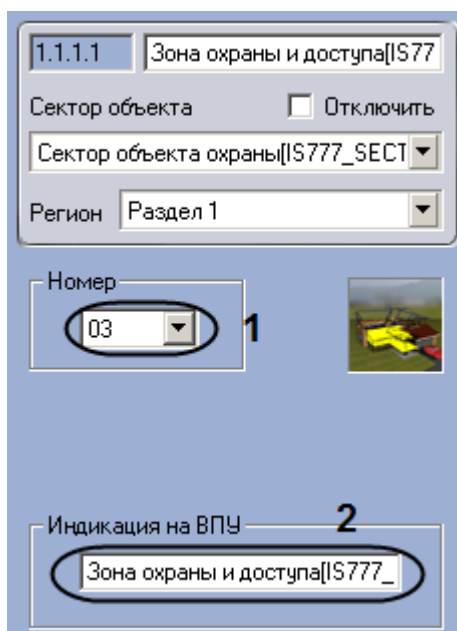 1.1.1.1 Зона охраны и доступа[IS77
Сектор объекта Отключить
Сектор объекта охраны[IS777_SECT
Регион Раздел 1
Номер
03 1
2
Индикация на ВПУ
Зона охраны и доступа[IS777_